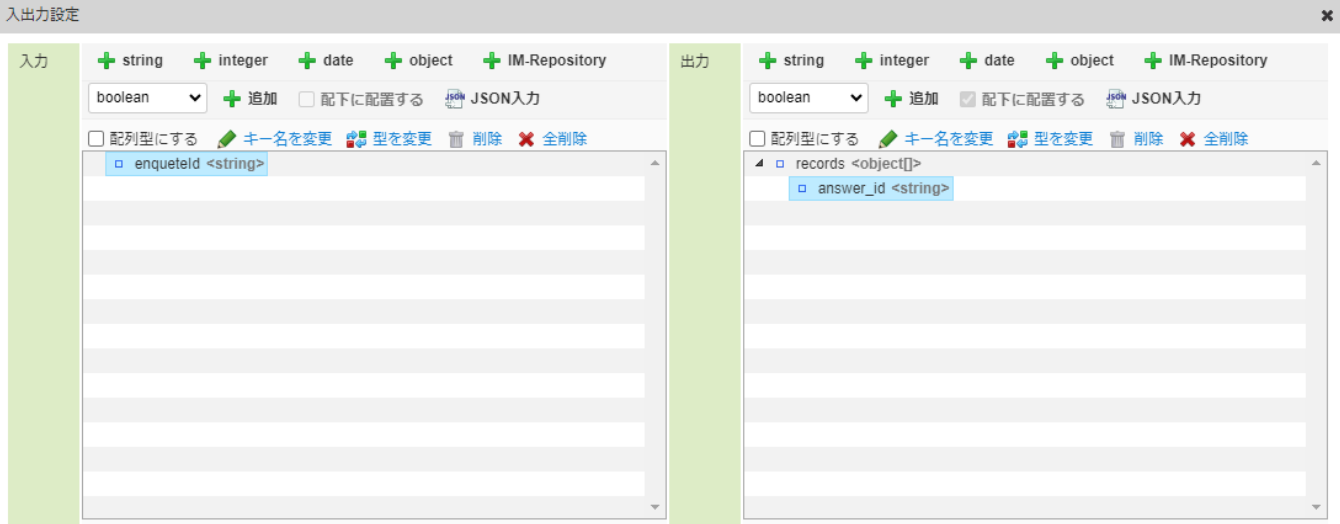 入出力設定
入力
string integer date object IM-Repository
boolean 追加 配下に配置する JSON JSON入力
配列型にする キー名を変更 型を変更 削除 全削除
enqueteId <string>
出力
string integer date object IM-Repository
boolean 追加 配下に配置する JSON JSON入力
配列型にする キー名を変更 型を変更 削除 全削除
records <object[]>
answer_id <string>